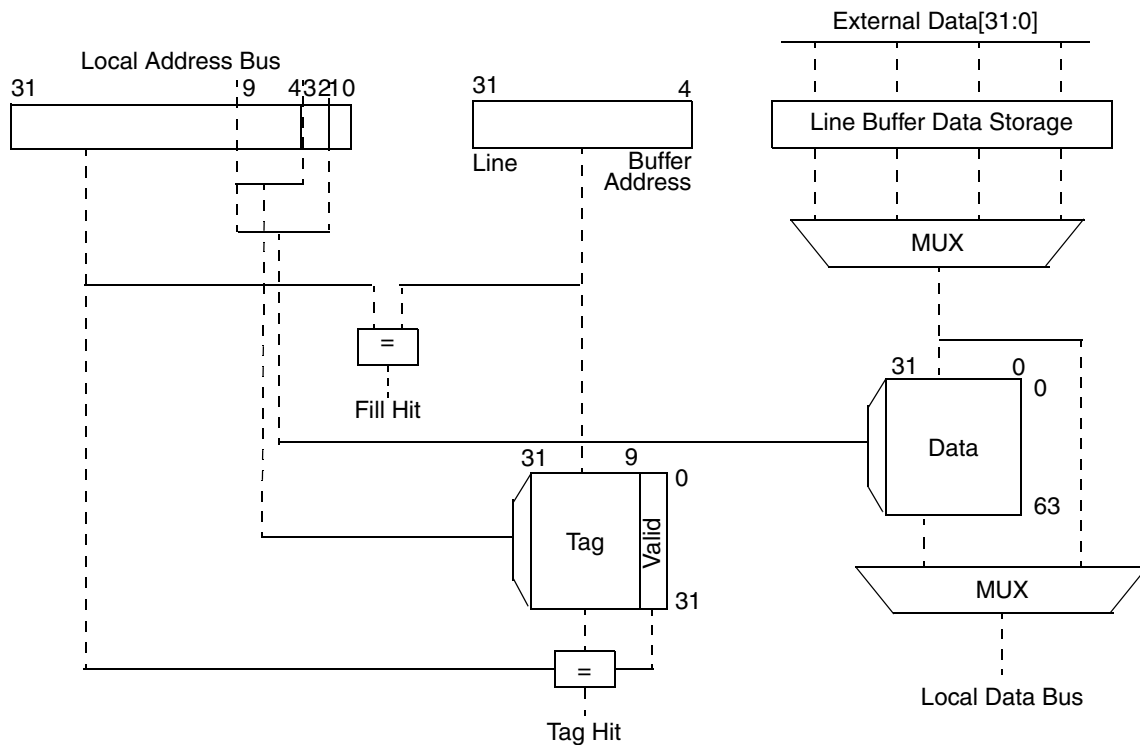 External Data[31:0]
Local Address Bus
31 9 4 3 2 1 0
31 4
Line Buffer Data Storage
Line Buffer
Address
MUX
=
Fill Hit
31 0
0
Data
63
31 9
0
Tag
Valid
31
MUX
=
Local Data Bus
Tag Hit